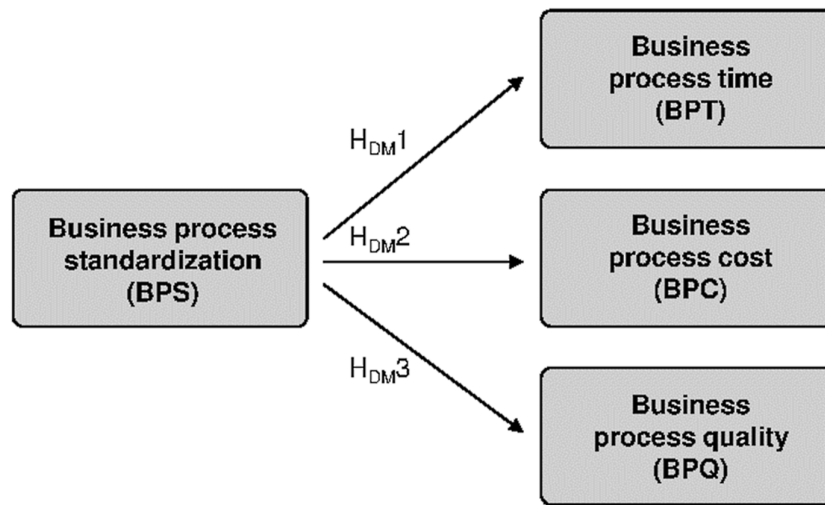 Business process
standardization
(BPS)
H_DM1
H_DM2
H_DM3
Business
process time
(BPT)
Business
process cost
(BPC)
Business
process quality
(BPQ)